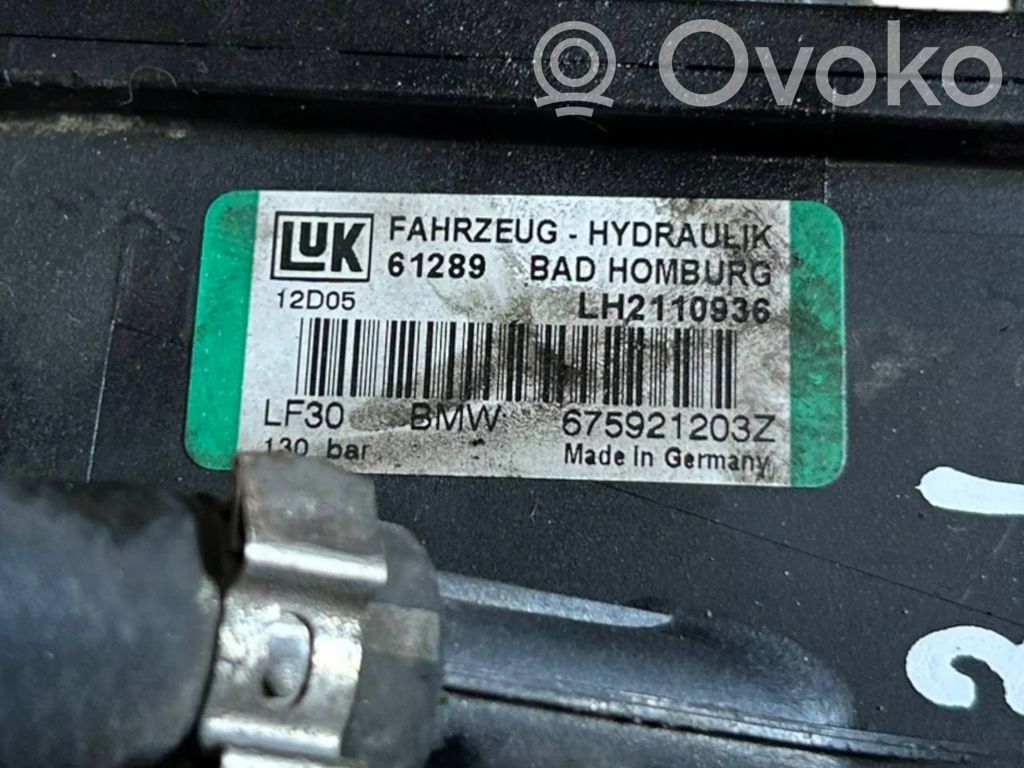 Ovoko
LUK FAHRZEUG - HYDRAULIK
61289 BAD HOMBURG
12D05 LH2110936
LF30 BMW 675921203Z
130 bar Made in Germany